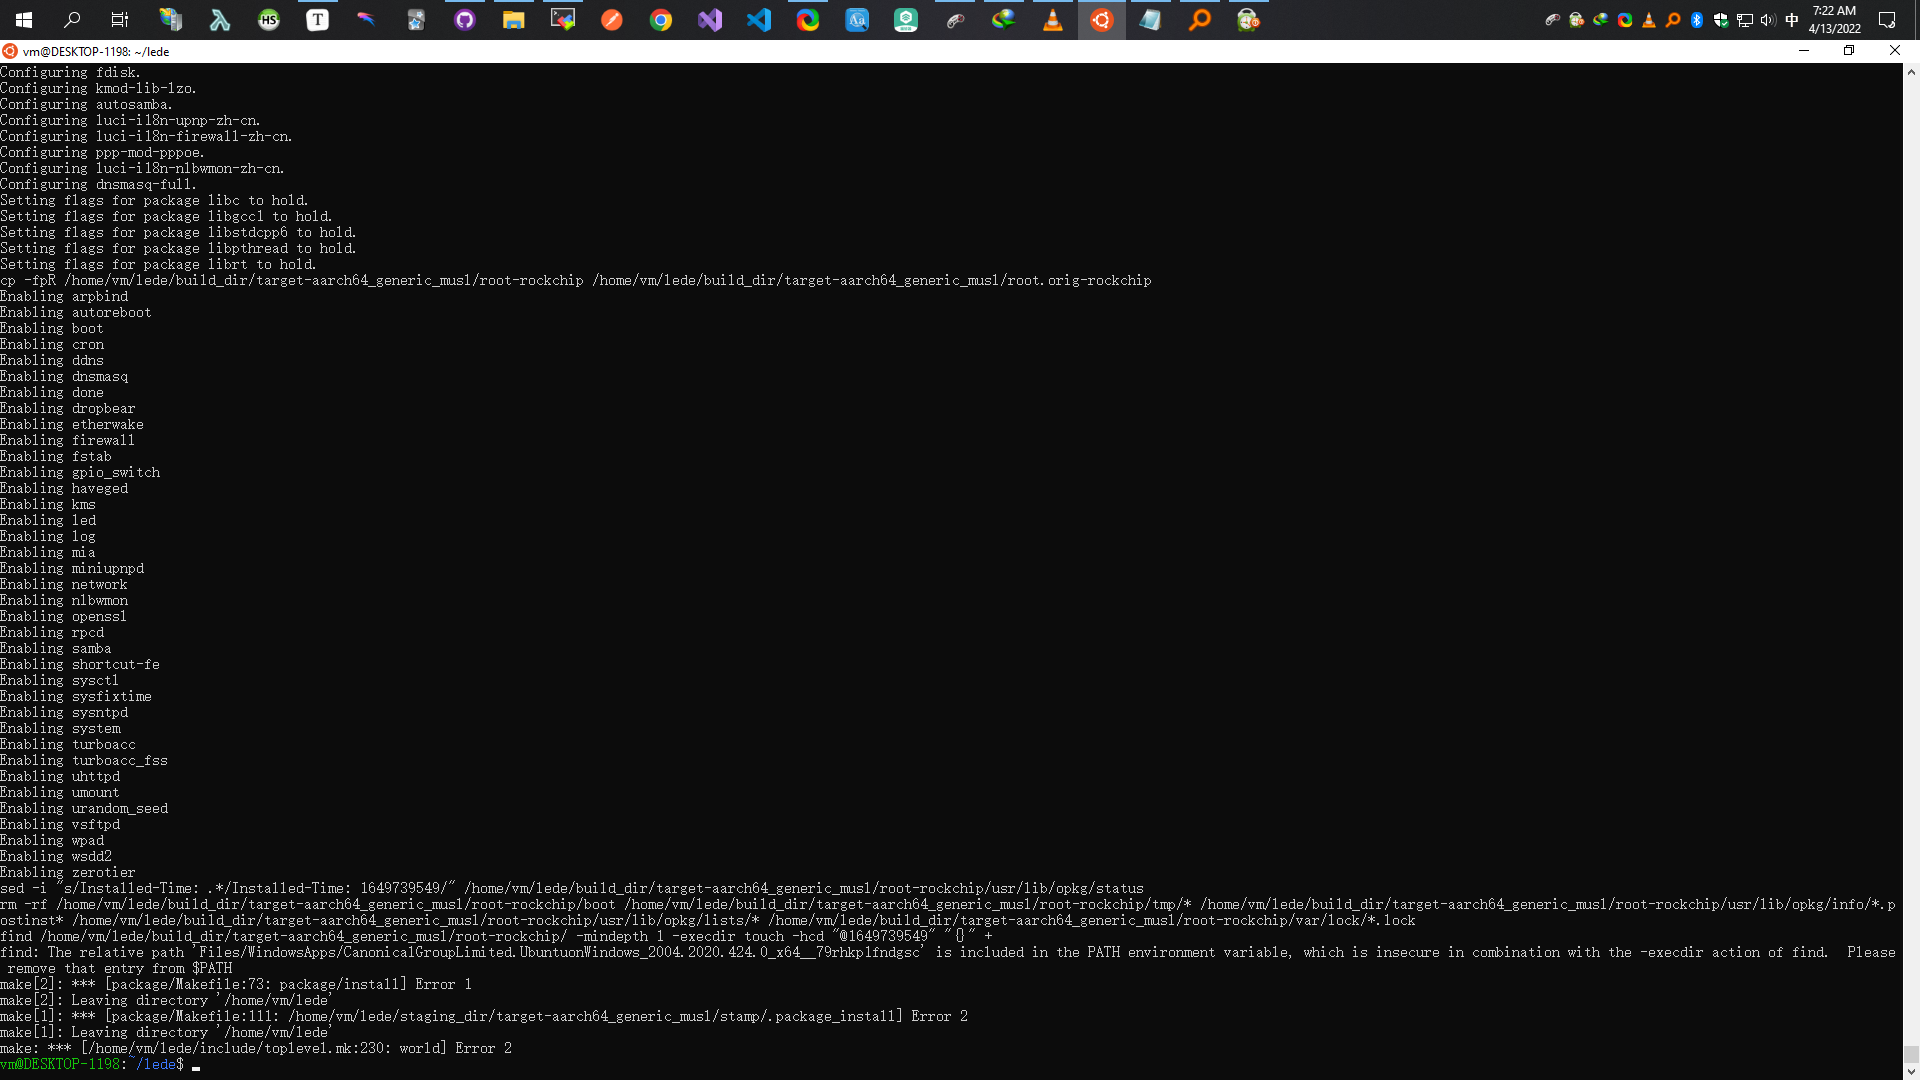 HS
T
Aa
中
7:22 AM
4/13/2022
vm@DESKTOP-1198: ~/lede
Configuring fdisk.
Configuring kmod-lib-lzo.
Configuring autosamba.
Configuring luci-i18n-upnp-zh-cn.
Configuring luci-i18n-firewall-zh-cn.
Configuring ppp-mod-pppoe.
Configuring luci-i18n-nlbwmon-zh-cn.
Configuring dnsmasq-full.
Setting flags for package libc to hold.
Setting flags for package libgcc1 to hold.
Setting flags for package libstdcpp6 to hold.
Setting flags for package libpthread to hold.
Setting flags for package librt to hold.
cp -fpR /home/vm/lede/build_dir/target-aarch64_generic_musl/root-rockchip /home/vm/lede/build_dir/target-aarch64_generic_musl/root.orig-rockchip
Enabling arpbind
Enabling autoreboot
Enabling boot
Enabling cron
Enabling ddns
Enabling dnsmasq
Enabling done
Enabling dropbear
Enabling etherwake
Enabling firewall
Enabling fstab
Enabling gpio_switch
Enabling haveged
Enabling kms
Enabling led
Enabling log
Enabling mia
Enabling miniupnpd
Enabling network
Enabling nlbwmon
Enabling openssl
Enabling rpcd
Enabling samba
Enabling shortcut-fe
Enabling sysctl
Enabling sysfixtime
Enabling sysntpd
Enabling system
Enabling turboacc
Enabling turboacc_fss
Enabling uhttpd
Enabling umount
Enabling urandom_seed
Enabling vsftpd
Enabling wpad
Enabling wsdd2
Enabling zerotier
sed -i "s/Installed-Time: .*/Installed-Time: 1649739549/" /home/vm/lede/build_dir/target-aarch64_generic_musl/root-rockchip/usr/lib/opkg/status
rm -rf /home/vm/lede/build_dir/target-aarch64_generic_musl/root-rockchip/boot /home/vm/lede/build_dir/target-aarch64_generic_musl/root-rockchip/tmp/* /home/vm/lede/build_dir/target-aarch64_generic_musl/root-rockchip/usr/lib/opkg/info/*.p
ostinst* /home/vm/lede/build_dir/target-aarch64_generic_musl/root-rockchip/usr/lib/opkg/lists/* /home/vm/lede/build_dir/target-aarch64_generic_musl/root-rockchip/var/lock/*.lock
find /home/vm/lede/build_dir/target-aarch64_generic_musl/root-rockchip/ -mindepth 1 -execdir touch -hcd "@1649739549" "{}" +
find: The relative path 'Files/WindowsApps/CanonicalGroupLimited.UbuntuonWindows_2004.2020.424.0_x64__79rhkp1fndgsc' is included in the PATH environment variable, which is insecure in combination with the -execdir action of find.  Please
 remove that entry from $PATH
make[2]: *** [package/Makefile:73: package/install] Error 1
make[2]: Leaving directory '/home/vm/lede'
make[1]: *** [package/Makefile:111: /home/vm/lede/staging_dir/target-aarch64_generic_musl/stamp/.package_install] Error 2
make[1]: Leaving directory '/home/vm/lede'
make: *** [/home/vm/lede/include/toplevel.mk:230: world] Error 2
vm@DESKTOP-1198:~/lede$